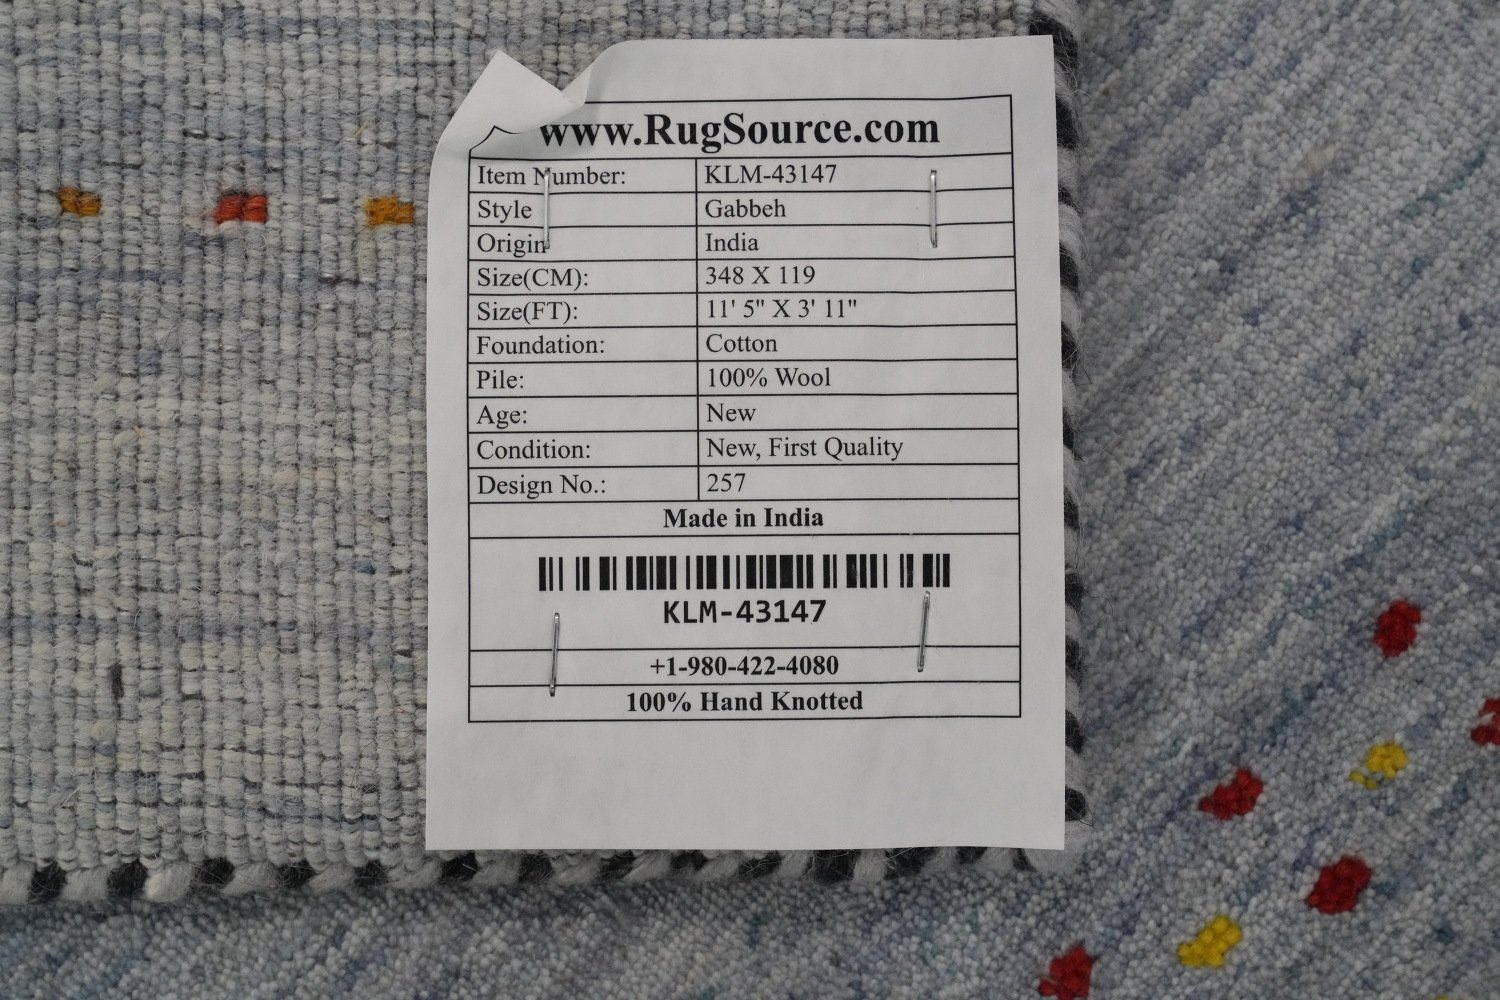 www.RugSource.com
Item Number: KLM-43147
Style Gabbeh
Origin India
Size(CM): 348 X 119
Size(FT): 11' 5" X 3' 11"
Foundation: Cotton
Pile: 100% Wool
Age: New
Condition: New, First Quality
Design No.: 257
Made in India
KLM-43147
+1-980-422-4080
100% Hand Knotted